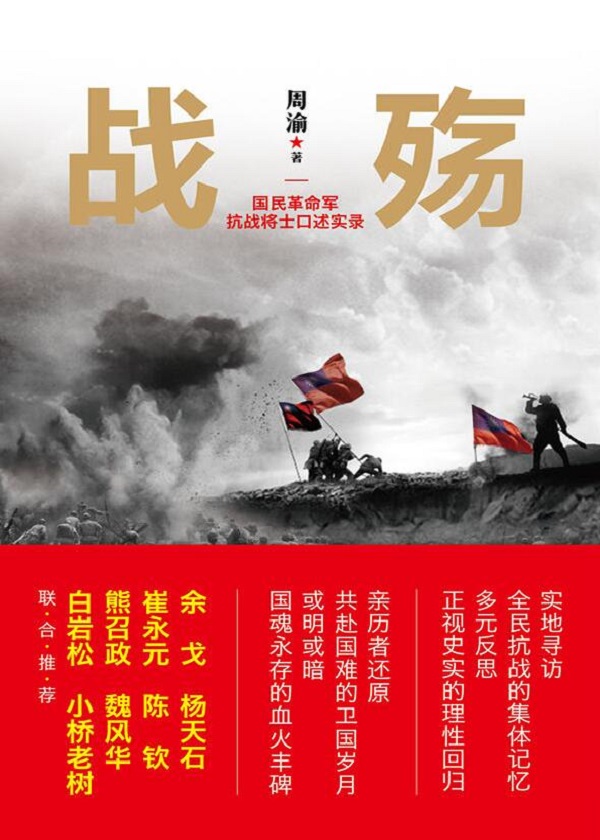 战殇
周渝
著
国民革命军
抗战将士口述实录
实地寻访
全民抗战的集体记忆
多元反思
正视史实的理性回归
亲历者还原
共赴国难的卫国岁月
或明或暗
国魂永存的血火丰碑
余戈 杨天石
崔永元 陈钦
熊召政 魏风华
白岩松 小桥老树
联·合·推·荐